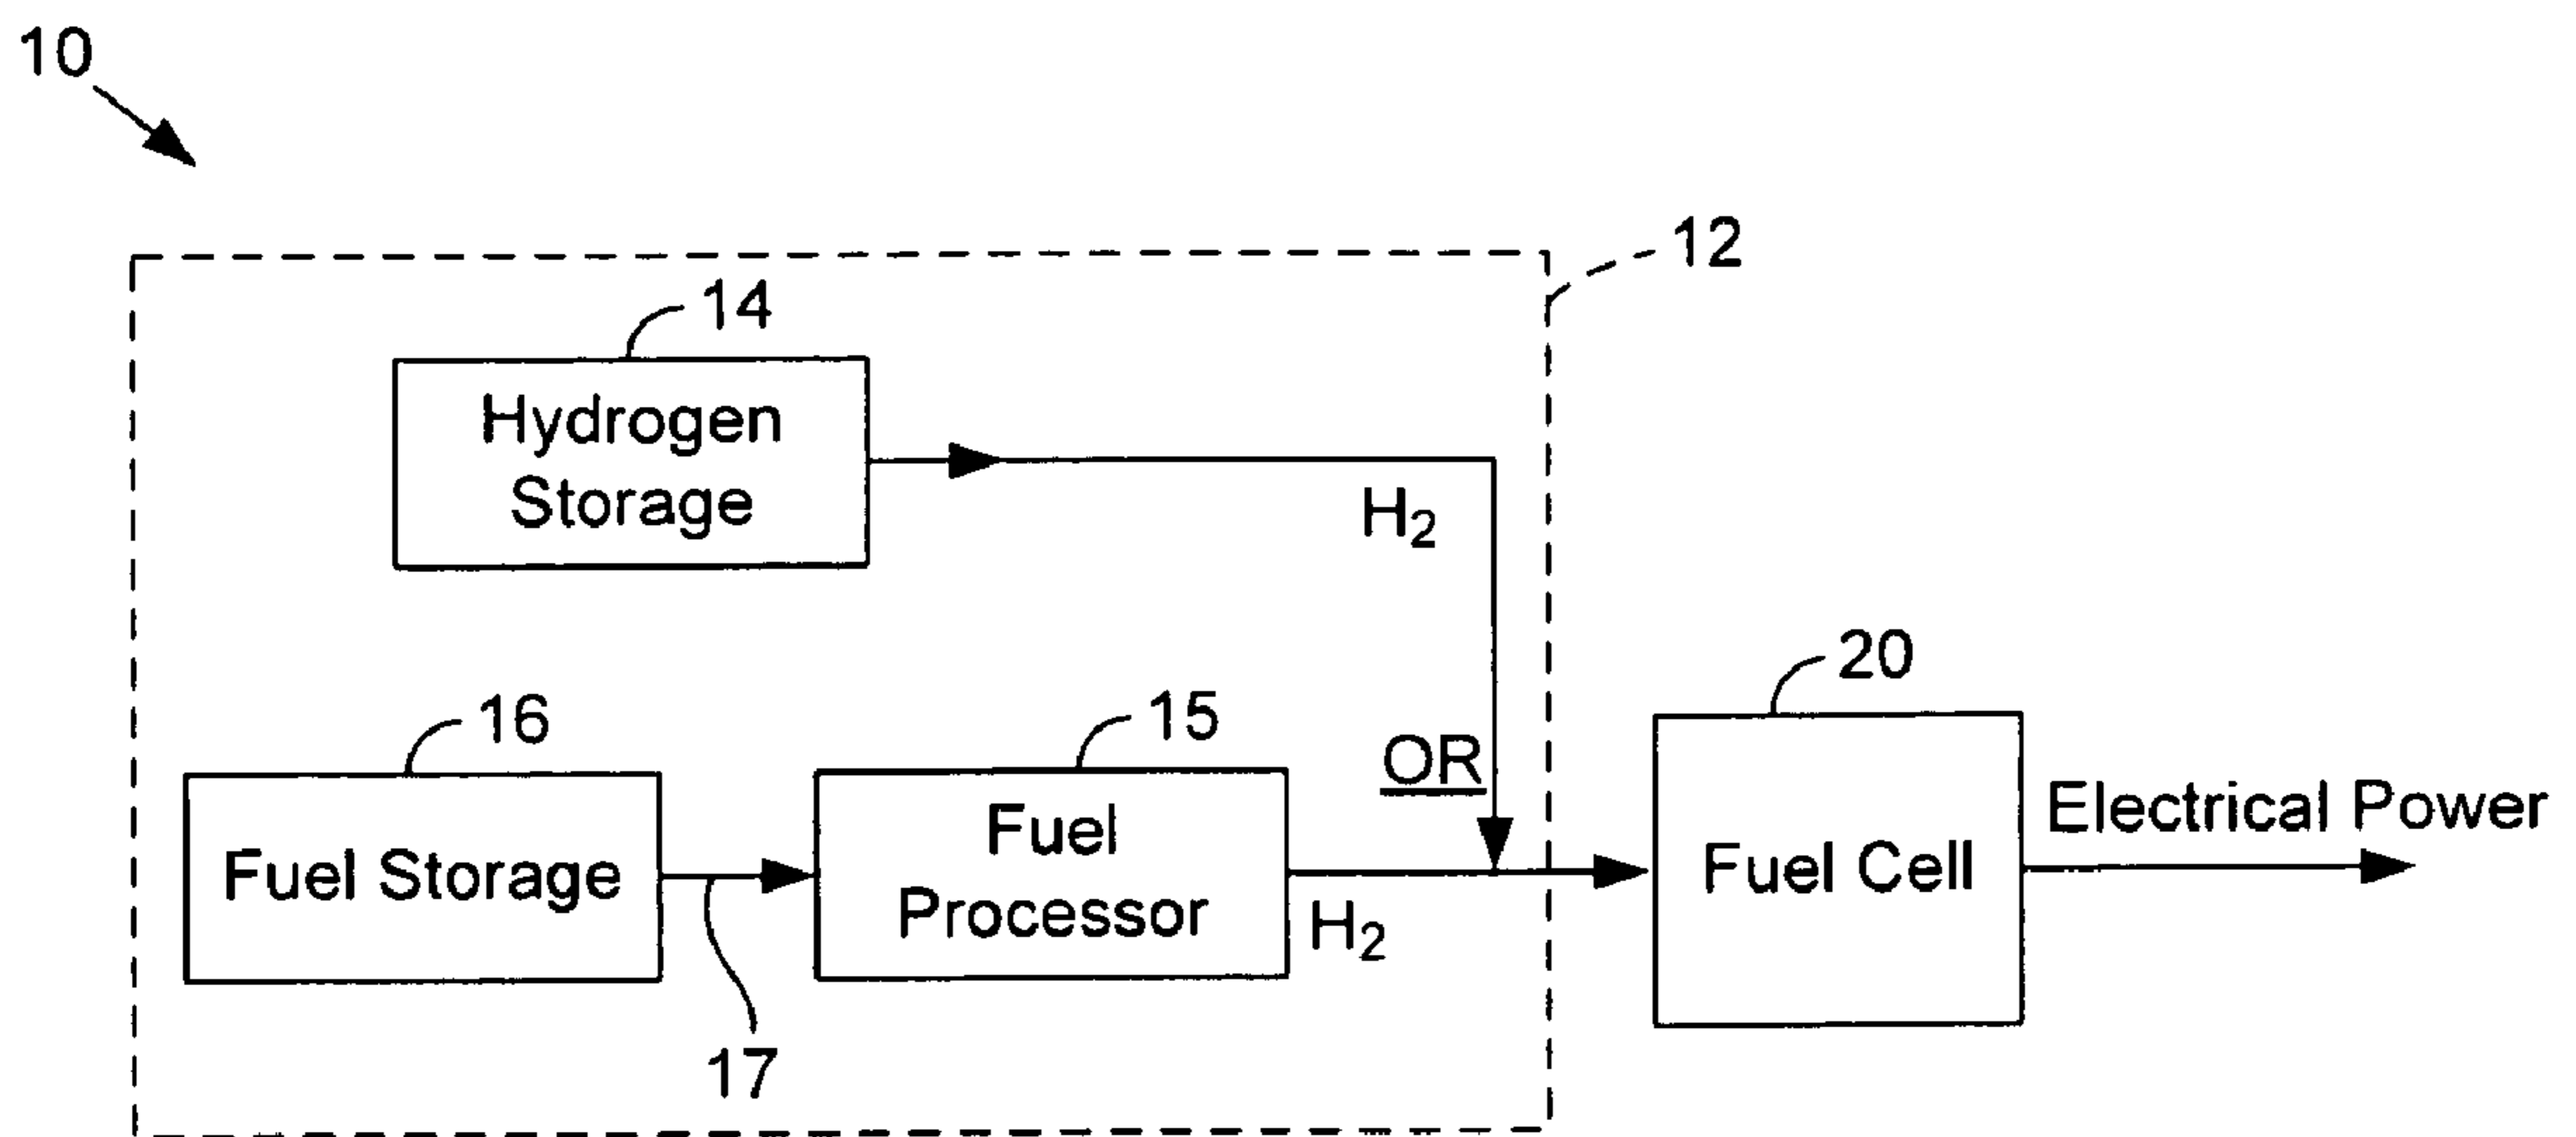 10
12
14
Hydrogen
Storage
H₂
20
16
15
OR
Electrical Power
Fuel Storage
Fuel
Processor
Fuel Cell
H₂
17